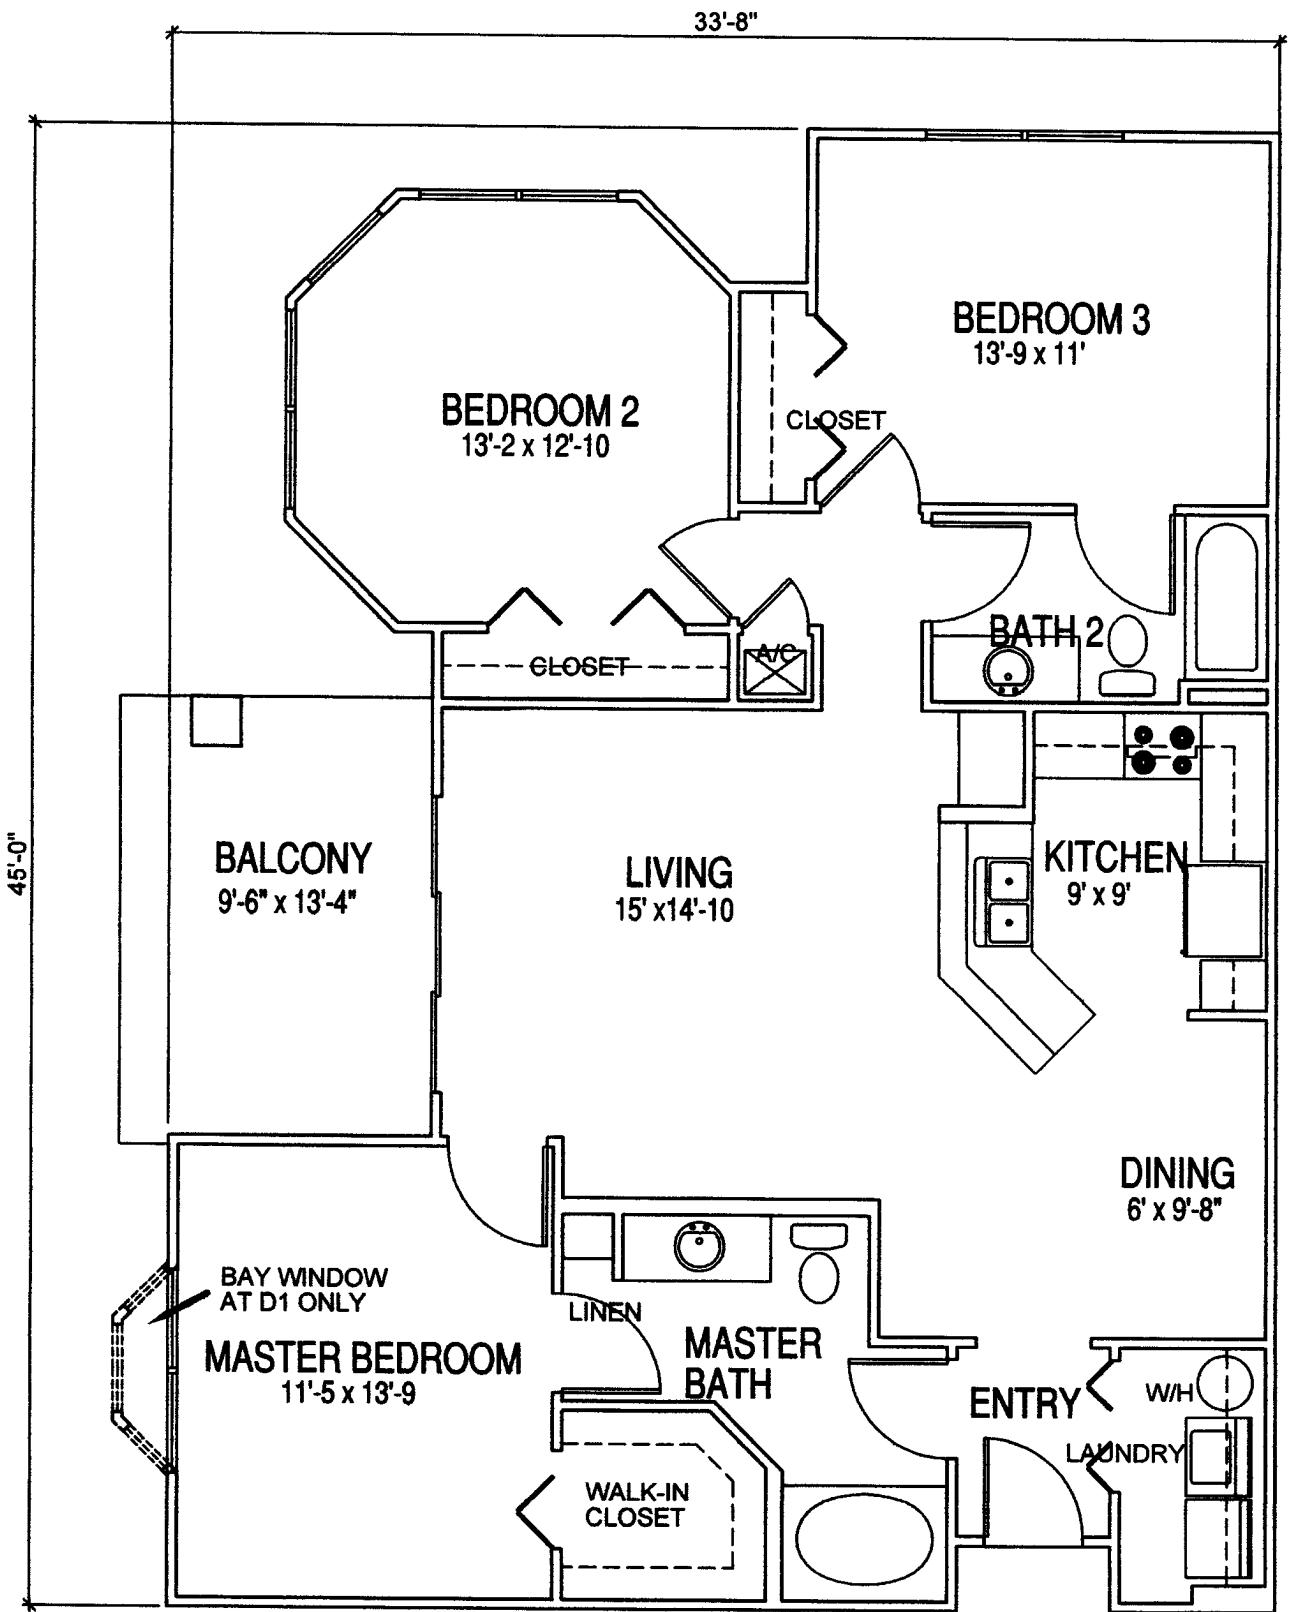 33'-8"
BEDROOM 3
13'-9 x 11'
BEDROOM 2
13'-2 x 12'-10
CLOSET
BATH 2
A/C
CLOSET
45'-0"
BALCONY
9'-6" x 13'-4"
LIVING
15' x14'-10
KITCHEN
9' x 9'
DINING
6' x 9'-8"
BAY WINDOW
AT D1 ONLY
LINEN
MASTER BEDROOM
11'-5 x 13'-9
MASTER
BATH
ENTRY
W/H
LAUNDRY
WALK-IN
CLOSET